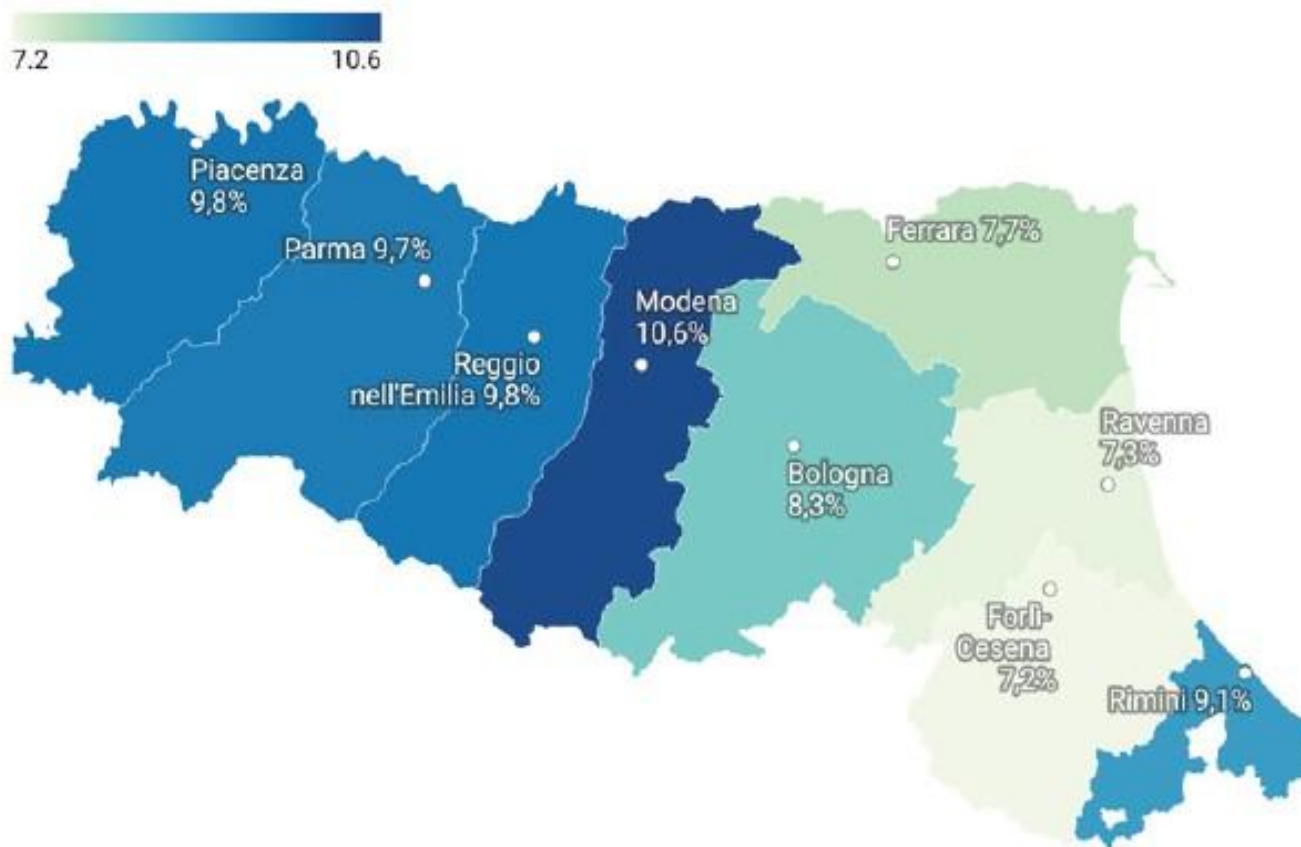 7.2 10.6
Piacenza
9,8%
Parma 9,7%
Reggio
nell'Emilia 9,8%
Modena
10,6%
Ferrara 7,7%
Bologna
8,3%
Ravenna
7,3%
Forlì-
Cesena
7,2%
Rimini 9,1%